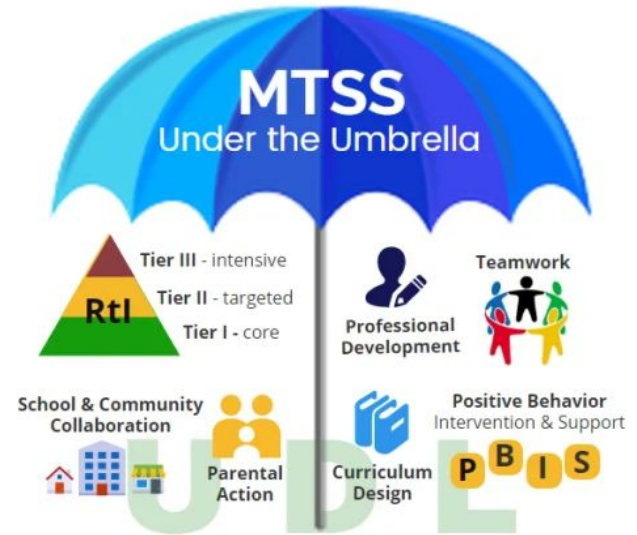 MTSS
Under the Umbrella
Tier III - intensive
Tier II - targeted
Tier I - core
RtI
Professional
Development
Teamwork
School & Community
Collaboration
Parental
Action
Curriculum
Design
Positive Behavior
Intervention & Support
P B I S
U D L